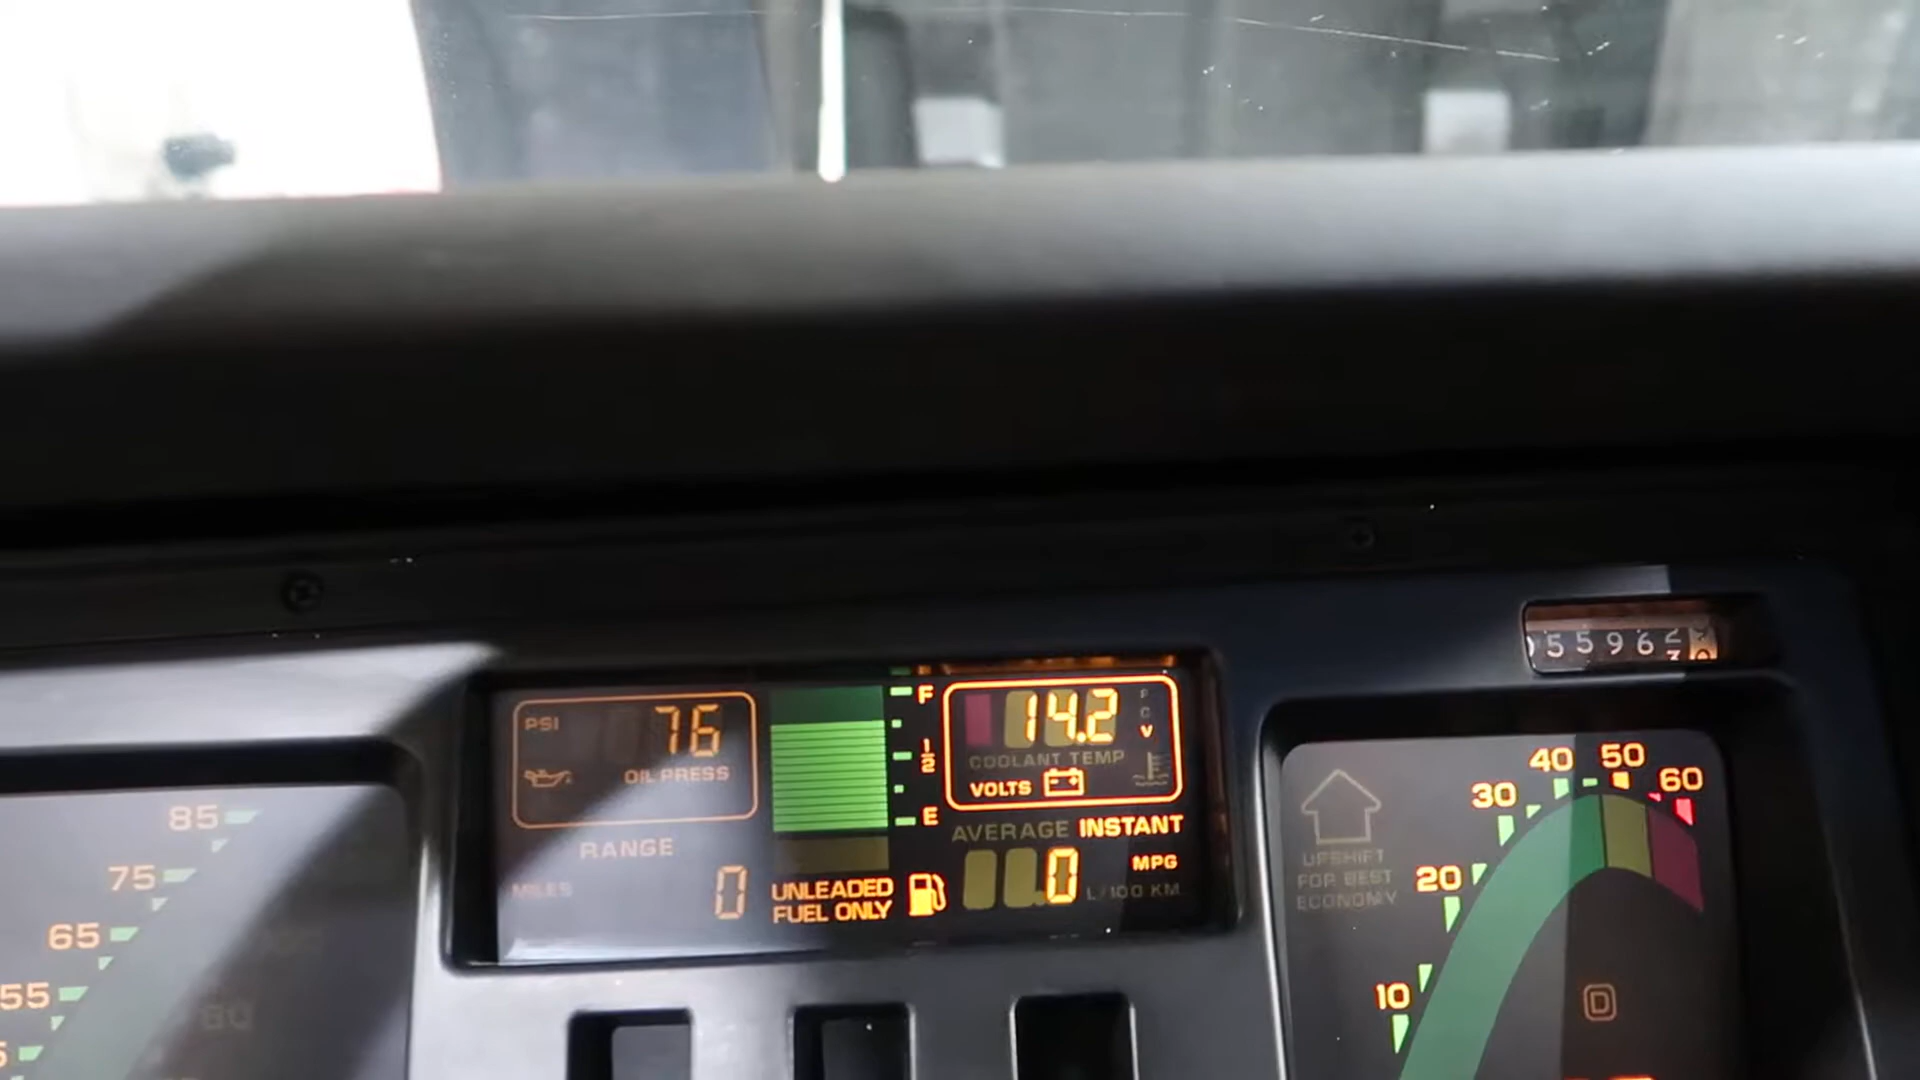 55962
PSI 76
OIL PRESS
RANGE
MILES 0
F
1/2
E
UNLEADED
FUEL ONLY
14.2
F
C
V
COOLANT TEMP
VOLTS
AVERAGE INSTANT
0 MPG
L/100 KM
85
75
65
55
UPSHIFT
FOR BEST
ECONOMY
60
50
40
30
20
10
D